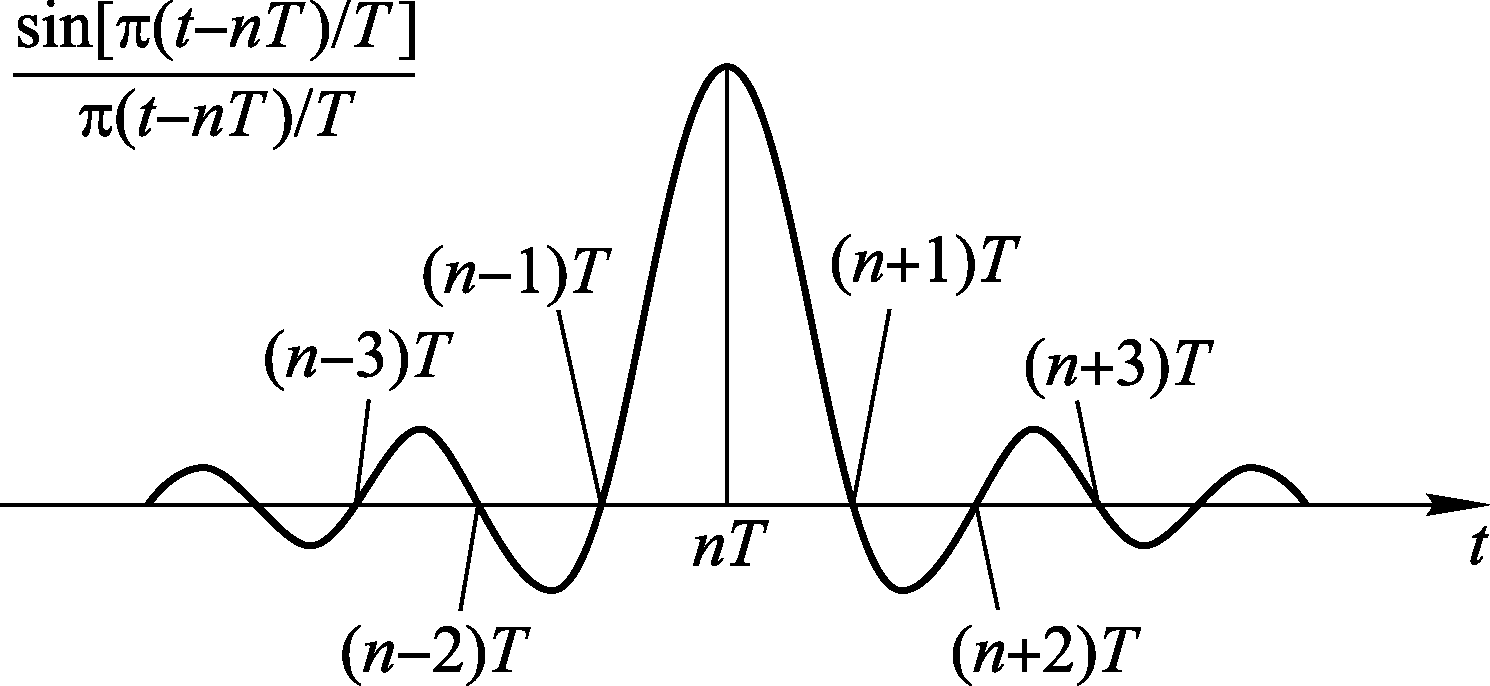 sin[π(t–nT)/T]
π(t–nT)/T
(n–1)T
(n+1)T
(n–3)T
(n+3)T
nT
t
(n–2)T
(n+2)T